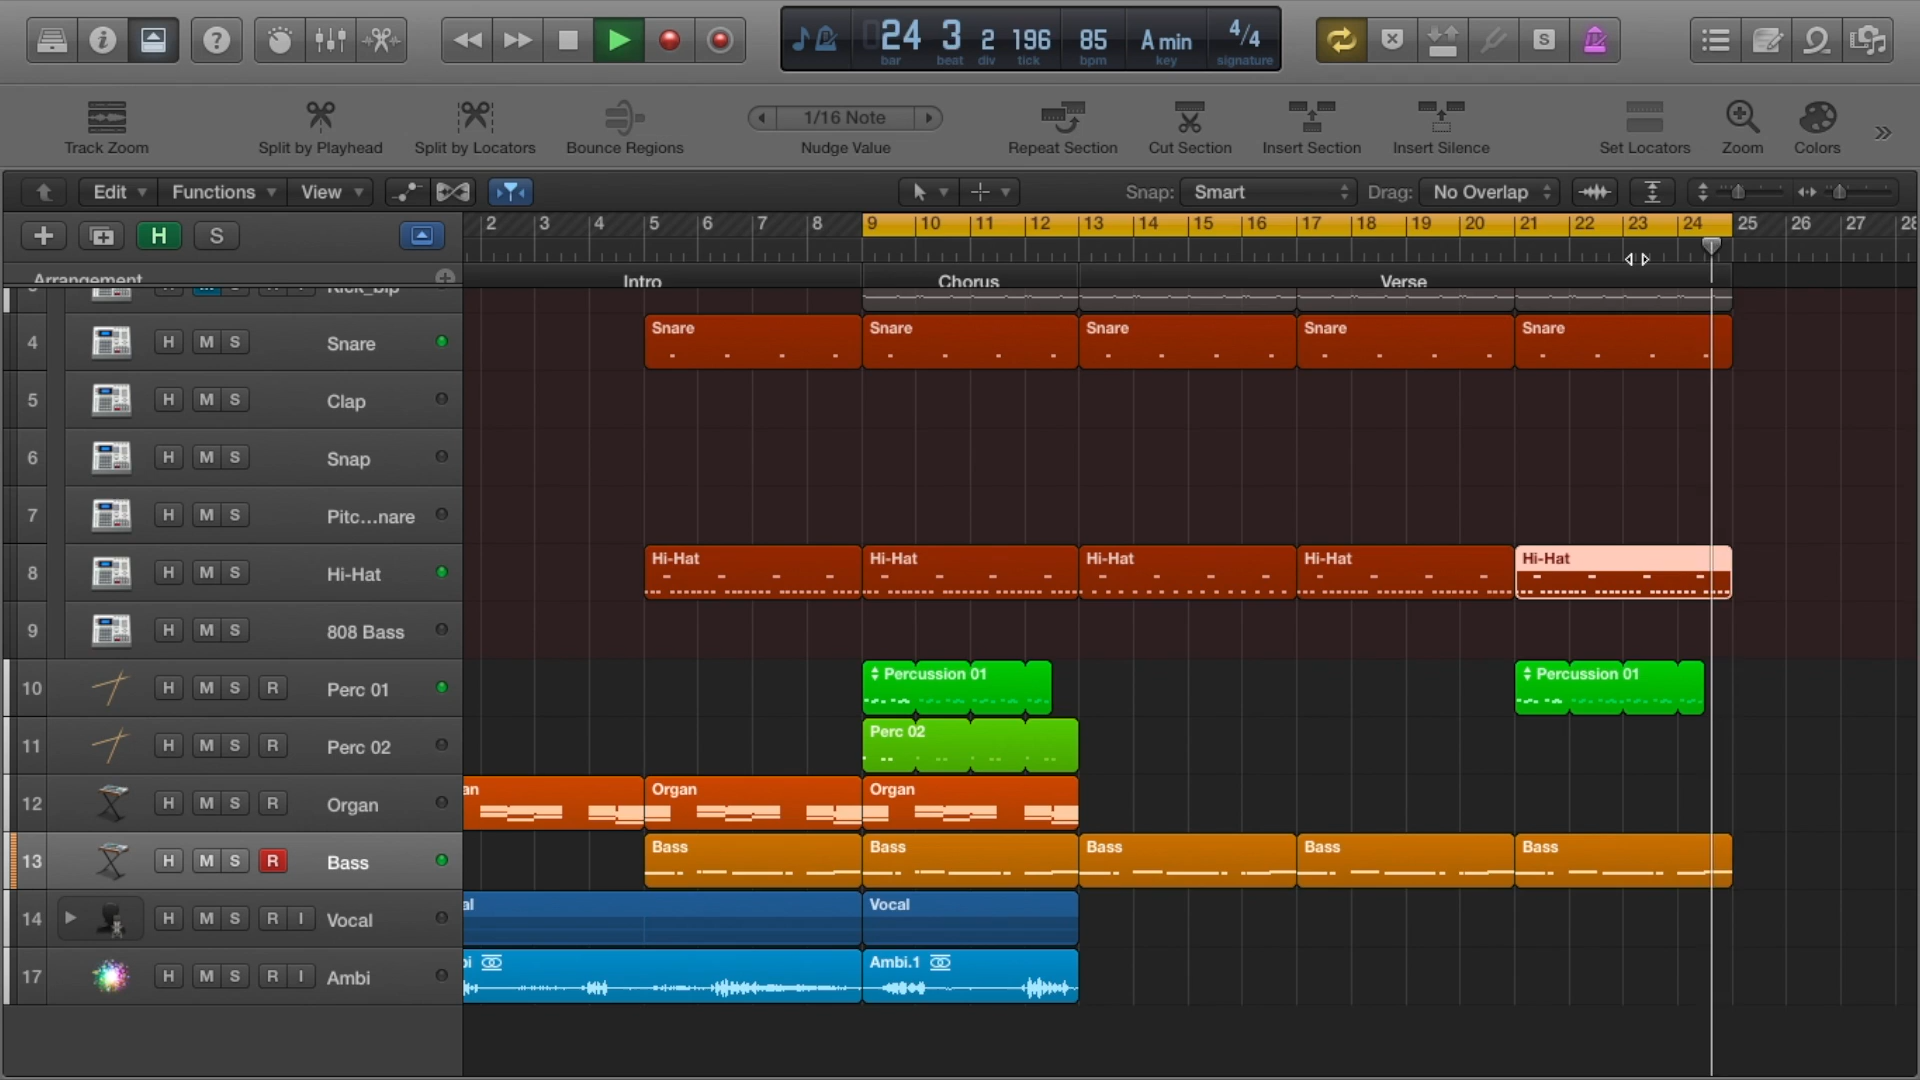 24 3 2 196 85 A min 4/4
bar beat div tick bpm key signature
S
Track Zoom Split by Playhead Split by Locators Bounce Regions 1/16 Note Nudge Value Repeat Section Cut Section Insert Section Insert Silence Set Locators Zoom Colors
Edit Functions View Snap: Smart Drag: No Overlap
H S 2 3 4 5 6 7 8 9 10 11 12 13 14 15 16 17 18 19 20 21 22 23 24 25 26 27 28
Arrangement Intro Chorus Verse
4 H M S Snare Snare Snare Snare Snare Snare
5 H M S Clap
6 H M S Snap
7 H M S Pitc...nare
8 H M S Hi-Hat Hi-Hat Hi-Hat Hi-Hat Hi-Hat Hi-Hat
9 H M S 808 Bass
10 H M S R Perc 01 Percussion 01 Percussion 01
11 H M S R Perc 02 Perc 02
12 H M S R Organ an Organ Organ
13 H M S R Bass Bass Bass Bass Bass Bass
14 H M S R I Vocal al Vocal
17 H M S R I Ambi bi Ambi.1